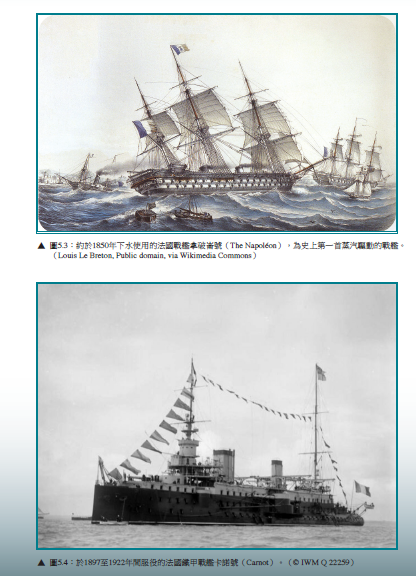 ▲ 圖5.3：約於1850年下水使用的法國戰艦拿破崙號（The Napoléon），為史上第一首蒸汽驅動的戰艦。
（Louis Le Breton, Public domain, via Wikimedia Commons）
▲ 圖5.4：於1897至1922年間服役的法國鐵甲戰艦卡諾號（Carnot）。（© IWM Q 22259）